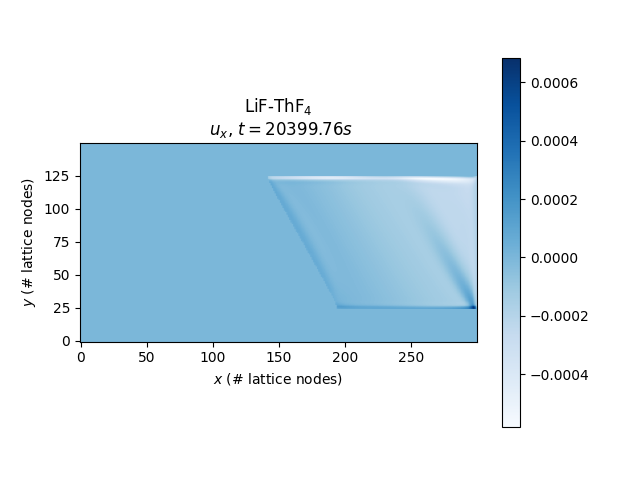 LiF-ThF₄
uₓ, t = 20399.76s
y (# lattice nodes)
125
100
75
50
25
0
0 50 100 150 200 250
x (# lattice nodes)
0.0006
0.0004
0.0002
0.0000
−0.0002
−0.0004